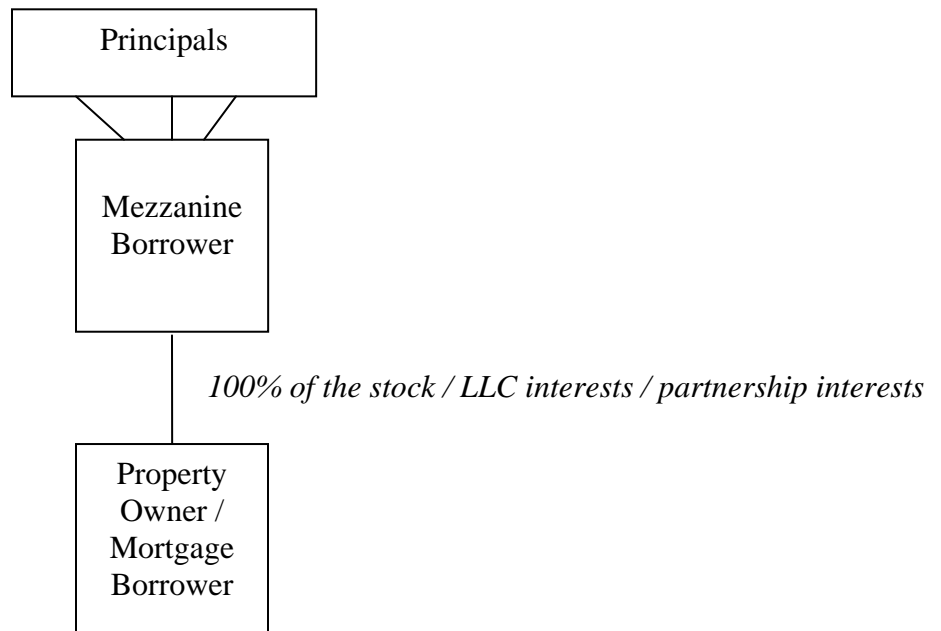 Principals
Mezzanine
Borrower
100% of the stock / LLC interests / partnership interests
Property
Owner /
Mortgage
Borrower